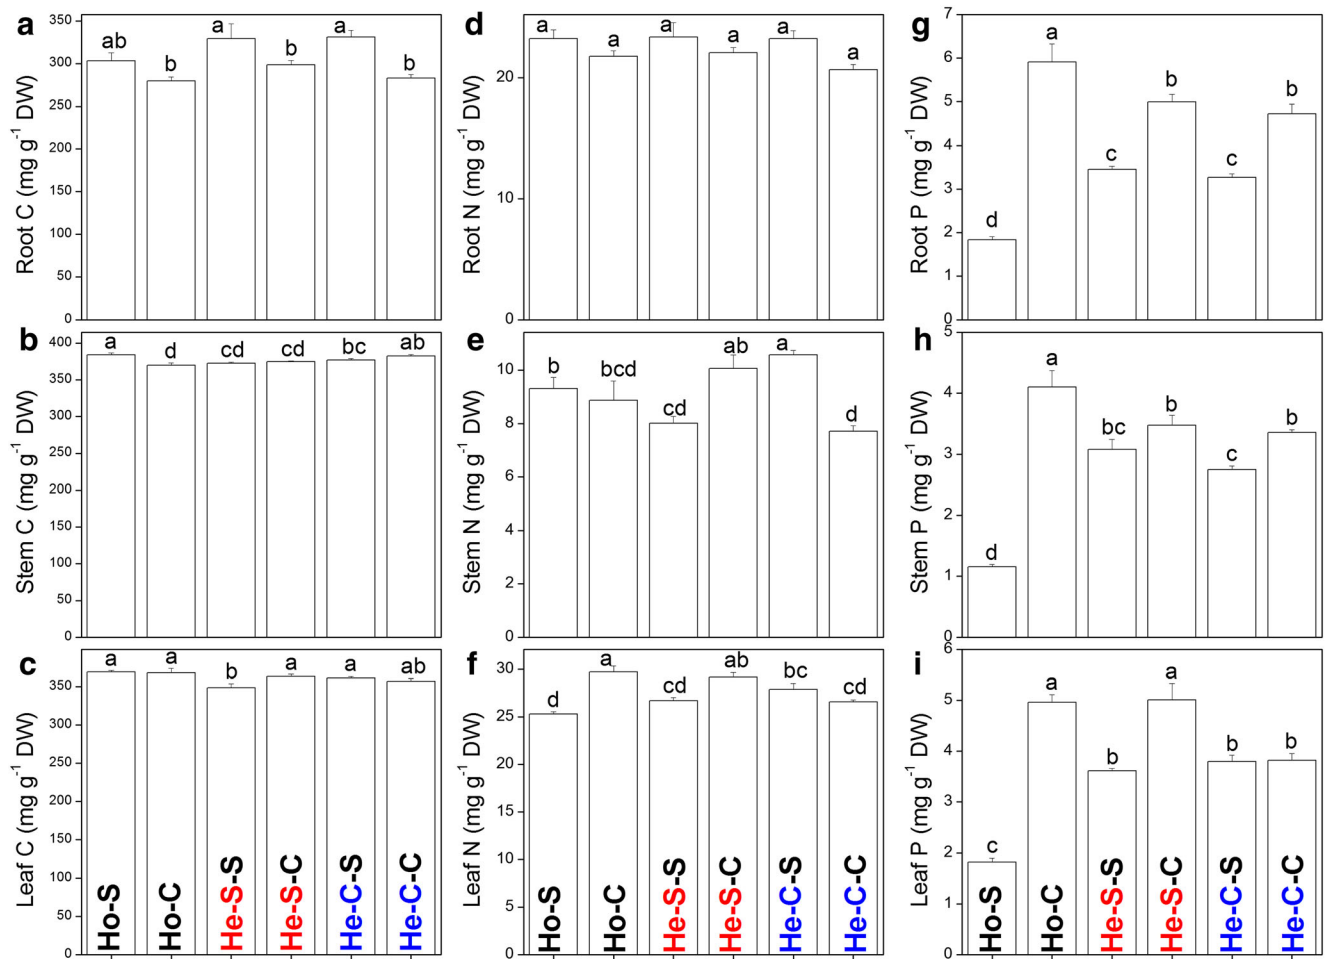 a
Root C (mg g⁻¹ DW)
350
300
250
200
150
100
50
0
ab
b
a
b
a
b
d
Root N (mg g⁻¹ DW)
20
10
0
a
a
a
a
a
a
g
Root P (mg g⁻¹ DW)
7
6
5
4
3
2
1
0
d
a
c
b
c
b
b
Stem C (mg g⁻¹ DW)
400
350
300
250
200
150
100
50
0
a
d
cd
cd
bc
ab
e
Stem N (mg g⁻¹ DW)
10
8
6
4
2
0
b
bcd
cd
ab
a
d
h
Stem P (mg g⁻¹ DW)
5
4
3
2
1
0
d
a
bc
b
c
b
c
Leaf C (mg g⁻¹ DW)
350
300
250
200
150
100
50
0
a
a
b
a
a
ab
Ho-S
Ho-C
He-S-S
He-S-C
He-C-S
He-C-C
f
Leaf N (mg g⁻¹ DW)
30
25
20
15
10
5
0
d
a
cd
ab
bc
cd
Ho-S
Ho-C
He-S-S
He-S-C
He-C-S
He-C-C
i
Leaf P (mg g⁻¹ DW)
6
5
4
3
2
1
0
c
a
b
a
b
b
Ho-S
Ho-C
He-S-S
He-S-C
He-C-S
He-C-C